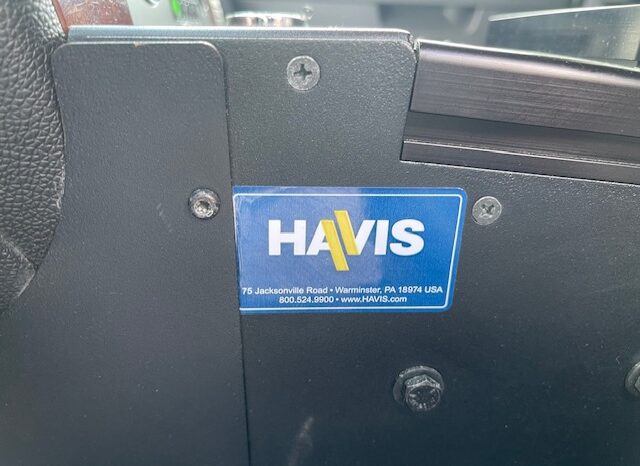 HAVIS
75 Jacksonville Road • Warminster, PA 18974 USA
800.524.9900 • www.HAVIS.com